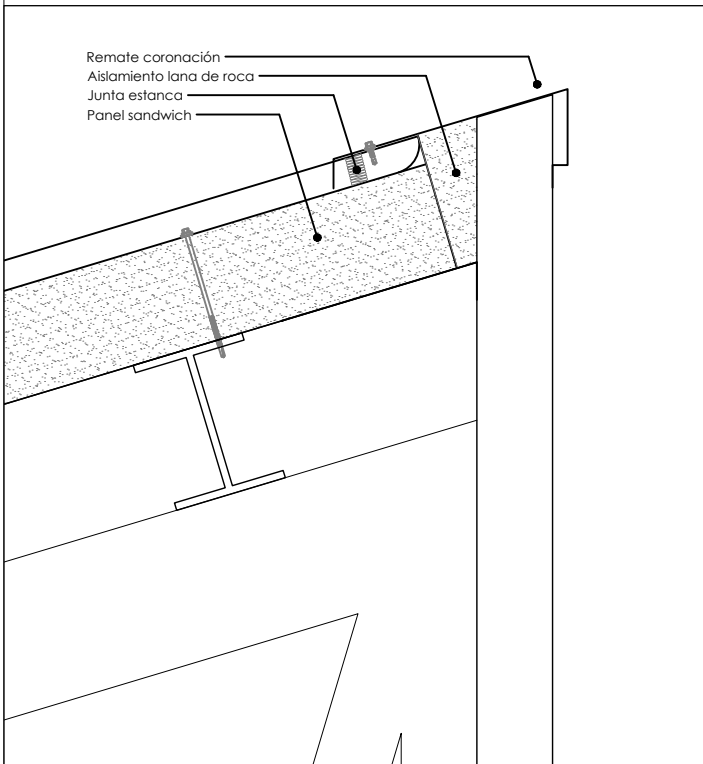 Remate coronación
Aislamiento lana de roca
Junta estanca
Panel sandwich